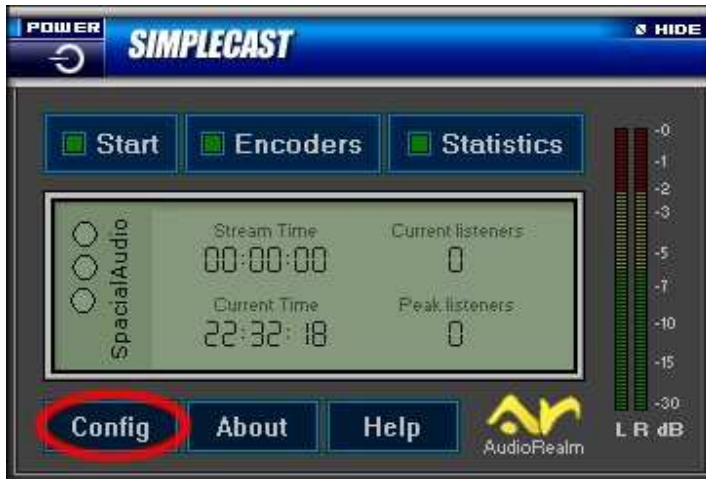 POWER
SIMPLECAST
HIDE
Start Encoders Statistics
SpacialAudio
Stream Time Current listeners
00:00:00 0
Current Time Peak listeners
22:32:18 0
-0
-1
-2
-3
-5
-7
-10
-15
-30
L R dB
Config About Help
AudioRealm